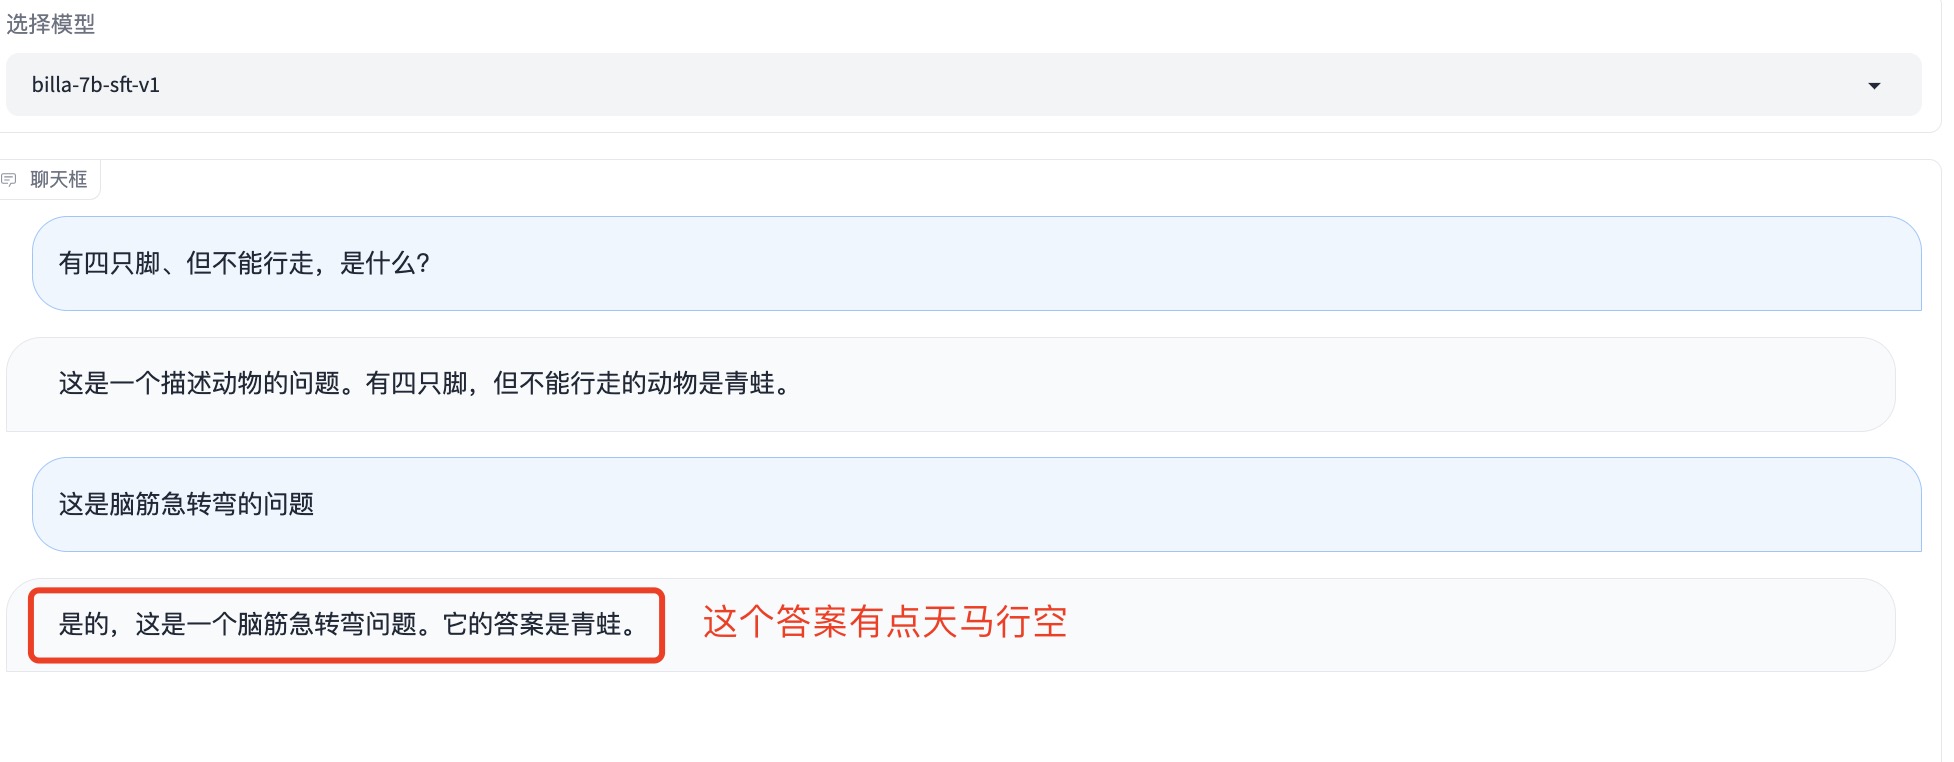 选择模型
billa-7b-sft-v1
聊天框
有四只脚、但不能行走，是什么?
这是一个描述动物的问题。有四只脚，但不能行走的动物是青蛙。
这是脑筋急转弯的问题
是的，这是一个脑筋急转弯问题。它的答案是青蛙。 这个答案有点天马行空